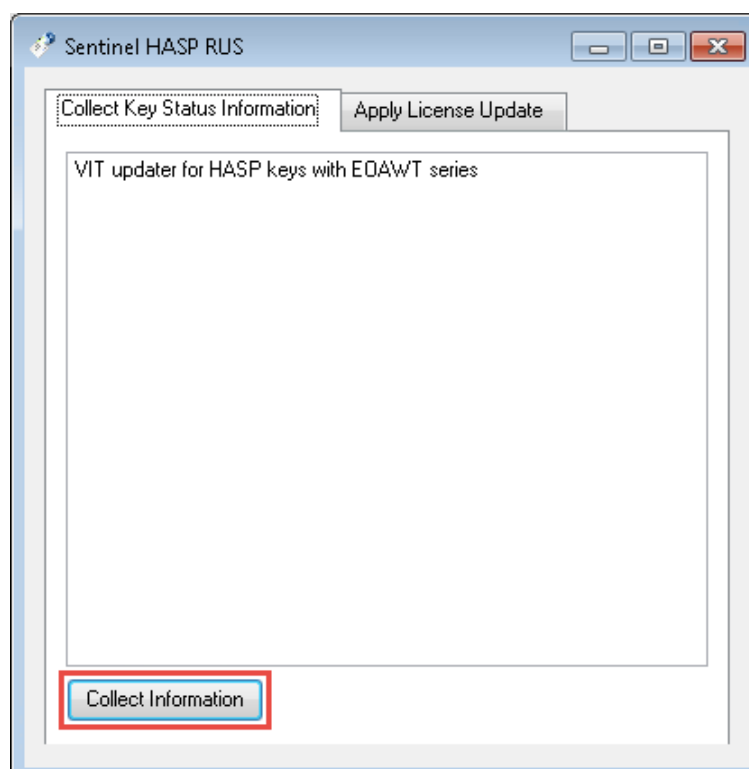 Sentinel HASP RUS
Collect Key Status Information
Apply License Update
VIT updater for HASP keys with EOAWT series
Collect Information